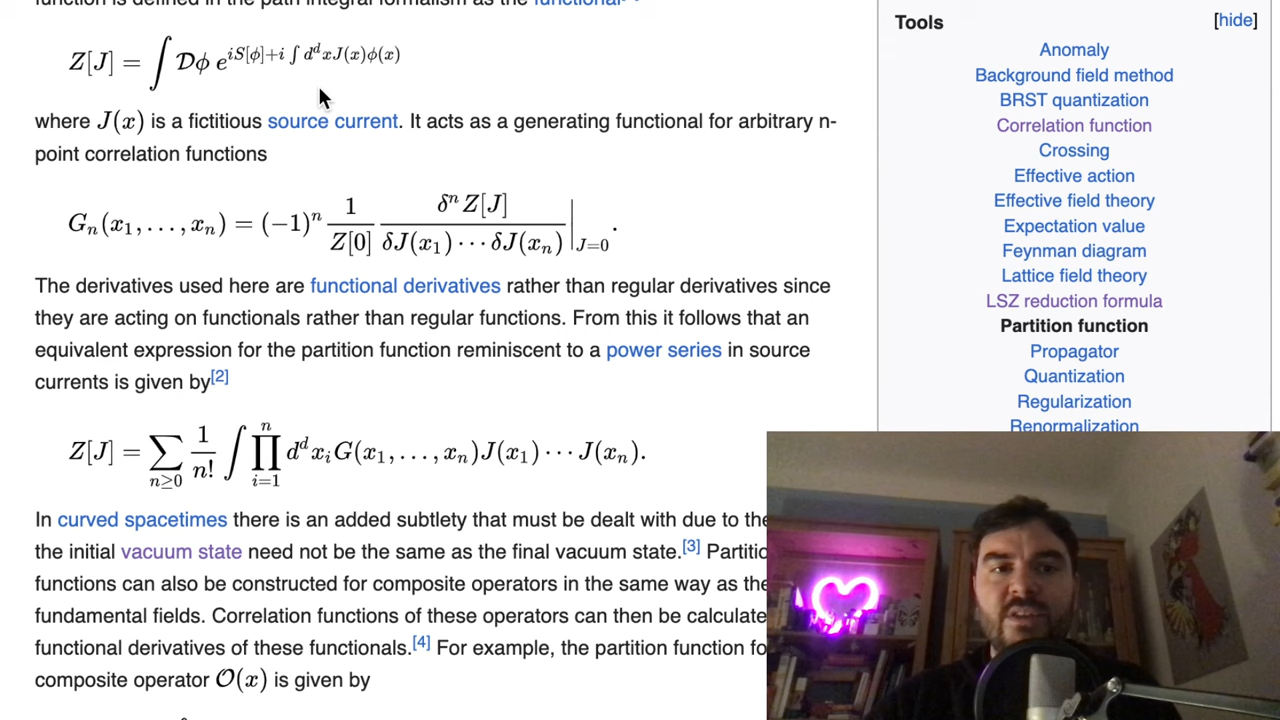 function is defined in the path integral formalism as the functional
Z[J] = ∫ 𝒟ϕ e^{iS[ϕ]+i ∫ d^d xJ(x)ϕ(x)}
where J(x) is a fictitious source current. It acts as a generating functional for arbitrary n-
point correlation functions
G_n(x_1, . . . , x_n) = (−1)^n \frac{1}{Z[0]} \frac{δ^n Z[J]}{δJ(x_1) ⋯ δJ(x_n)} |_{J=0}.
The derivatives used here are functional derivatives rather than regular derivatives since
they are acting on functionals rather than regular functions. From this it follows that an
equivalent expression for the partition function reminiscent to a power series in source
currents is given by[2]
Z[J] = ∑_{n≥0} \frac{1}{n!} ∫ ∏_{i=1}^{n} d^d x_i G(x_1, . . . , x_n)J(x_1) ⋯ J(x_n).
In curved spacetimes there is an added subtlety that must be dealt with due to the
the initial vacuum state need not be the same as the final vacuum state.[3] Partitio
functions can also be constructed for composite operators in the same way as the
fundamental fields. Correlation functions of these operators can then be calculate
functional derivatives of these functionals.[4] For example, the partition function fo
composite operator 𝒪(x) is given by
Tools [hide]
Anomaly
Background field method
BRST quantization
Correlation function
Crossing
Effective action
Effective field theory
Expectation value
Feynman diagram
Lattice field theory
LSZ reduction formula
Partition function
Propagator
Quantization
Regularization
Renormalization